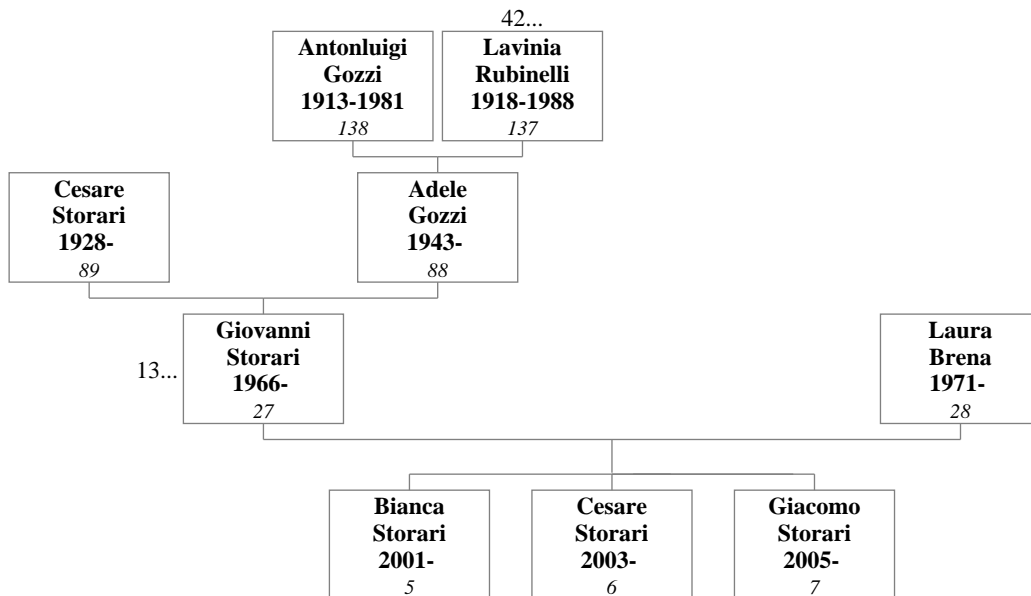 42...
Antonluigi
Gozzi
1913-1981
138
Lavinia
Rubinelli
1918-1988
137
Cesare
Storari
1928-
89
Adele
Gozzi
1943-
88
13...
Giovanni
Storari
1966-
27
Laura
Brena
1971-
28
Bianca
Storari
2001-
5
Cesare
Storari
2003-
6
Giacomo
Storari
2005-
7